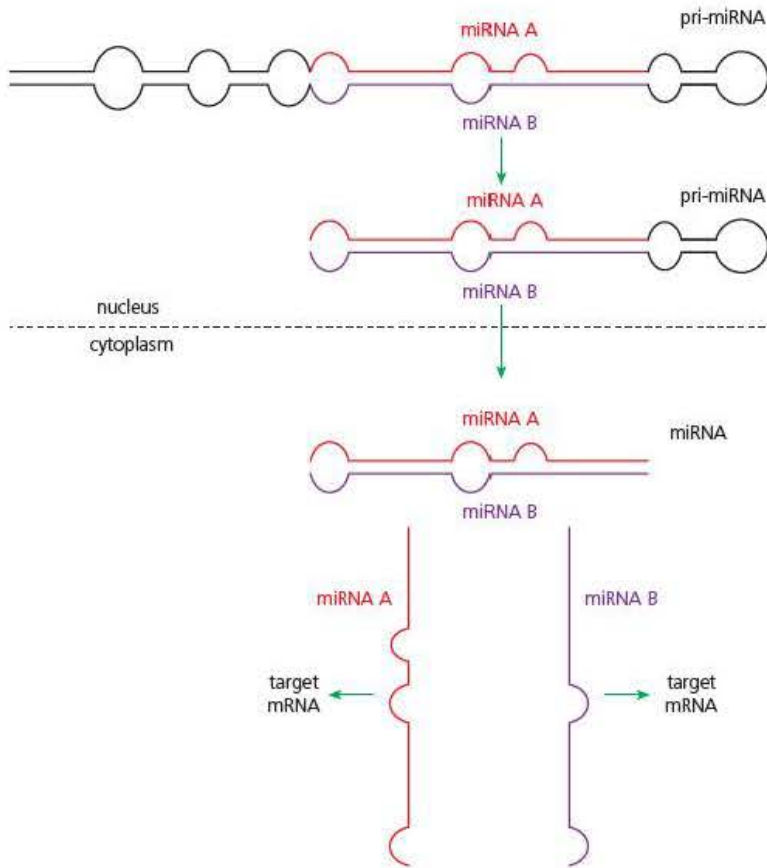 pri-miRNA
miRNA A
miRNA B
pri-miRNA
miRNA A
miRNA B
nucleus
cytoplasm
miRNA A
miRNA
miRNA B
miRNA A
miRNA B
target
mRNA
target
mRNA